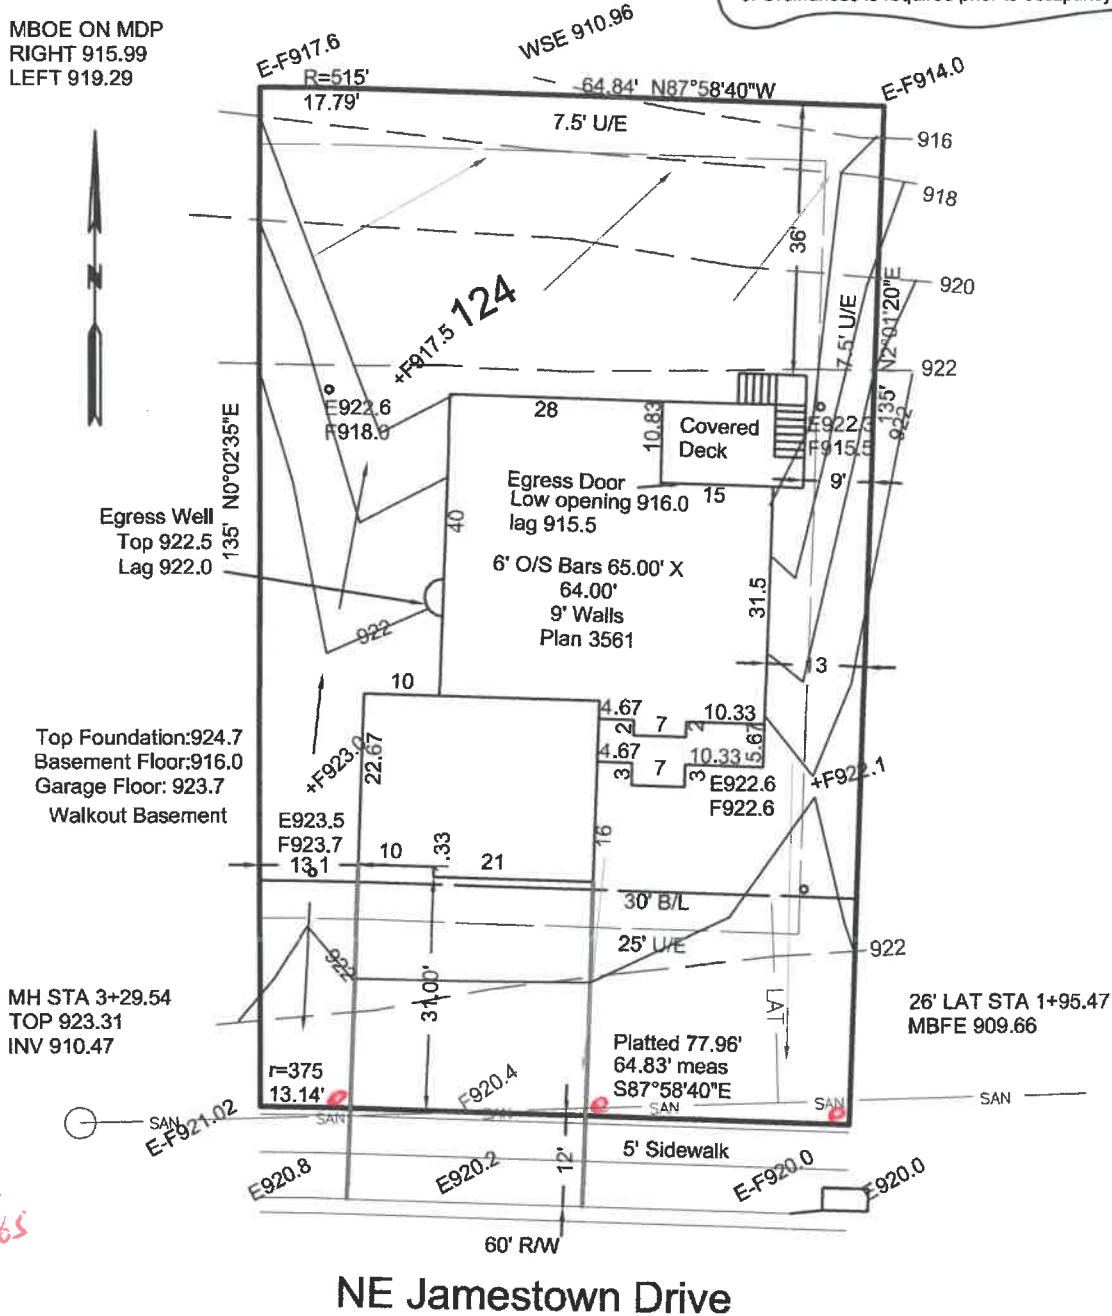 MBOE ON MDP
RIGHT 915.99
LEFT 919.29
E-F917.6
R=515'
17.79'
WSE 910.96
64.84' N87°58'40"W
E-F914.0
7.5' U/E
916
918
920
922
922
36'
7.5' U/E
N2°01'20"E
135'
N
124
+F917.5
E922.6
F918.0
28
10.83
Covered
Deck
F915.5
9'
135' N0°02'35"E
Egress Door
Low opening 916.0
lag 915.5
15
Egress Well
Top 922.5
Lag 922.0
40
6' O/S Bars 65.00' X
64.00'
9' Walls
Plan 3561
31.5
922
13
10
4.67
2
7
2
10.33
5.67
4.67
3
7
3
10.33
Top Foundation:924.7
Basement Floor:916.0
Garage Floor: 923.7
Walkout Basement
+F923.0
22.67
E922.6
F922.6
+F922.1
E923.5
F923.7
13.1
10
21
16
30' B/L
25' U/E
922
922
31.00'
LAT
MH STA 3+29.54
TOP 923.31
INV 910.47
26' LAT STA 1+95.47
MBFE 909.66
Platted 77.96'
64.83' meas
S87°58'40"E
r=375
13.14'
F920.4
SAN
SAN
SAN
SAN
SAN
SAN
E-F921.02
5' Sidewalk
E920.8
E920.2
12'
E-F920.0
E920.0
60' R/W
NE Jamestown Drive